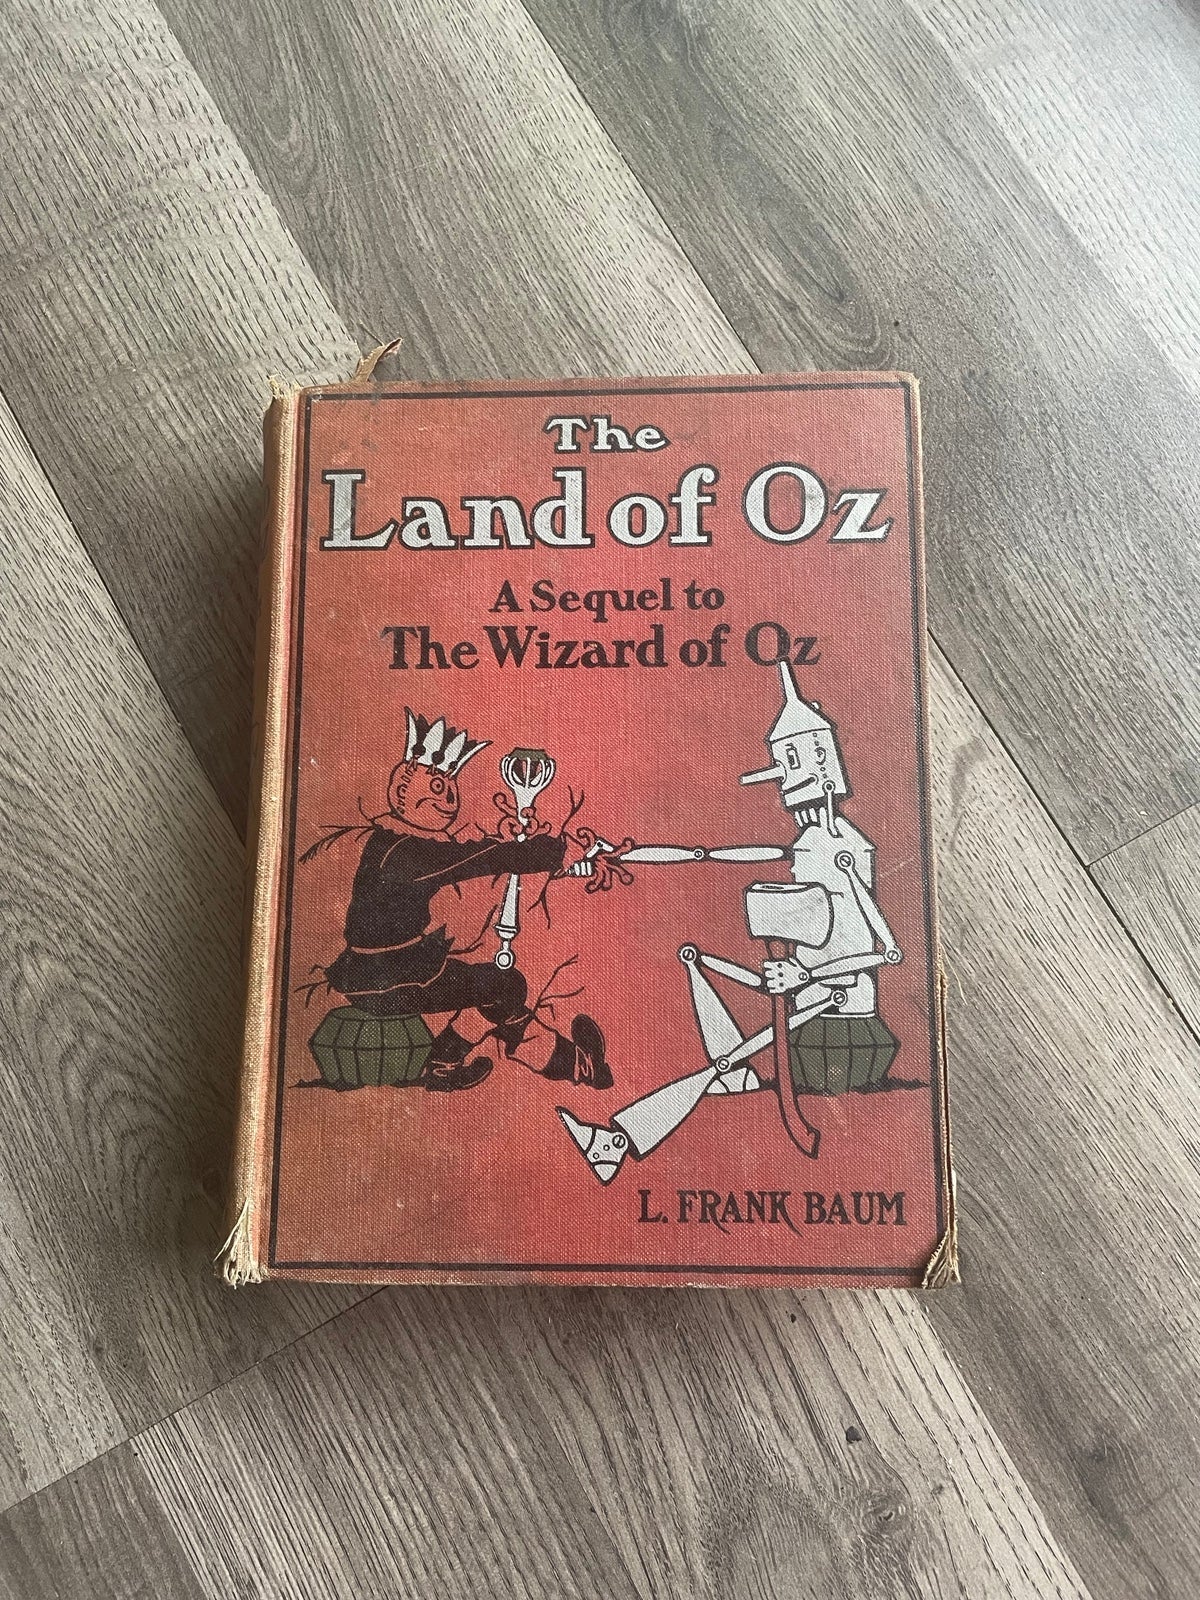 The
Land of Oz
A Sequel to
The Wizard of Oz
L. FRANK BAUM